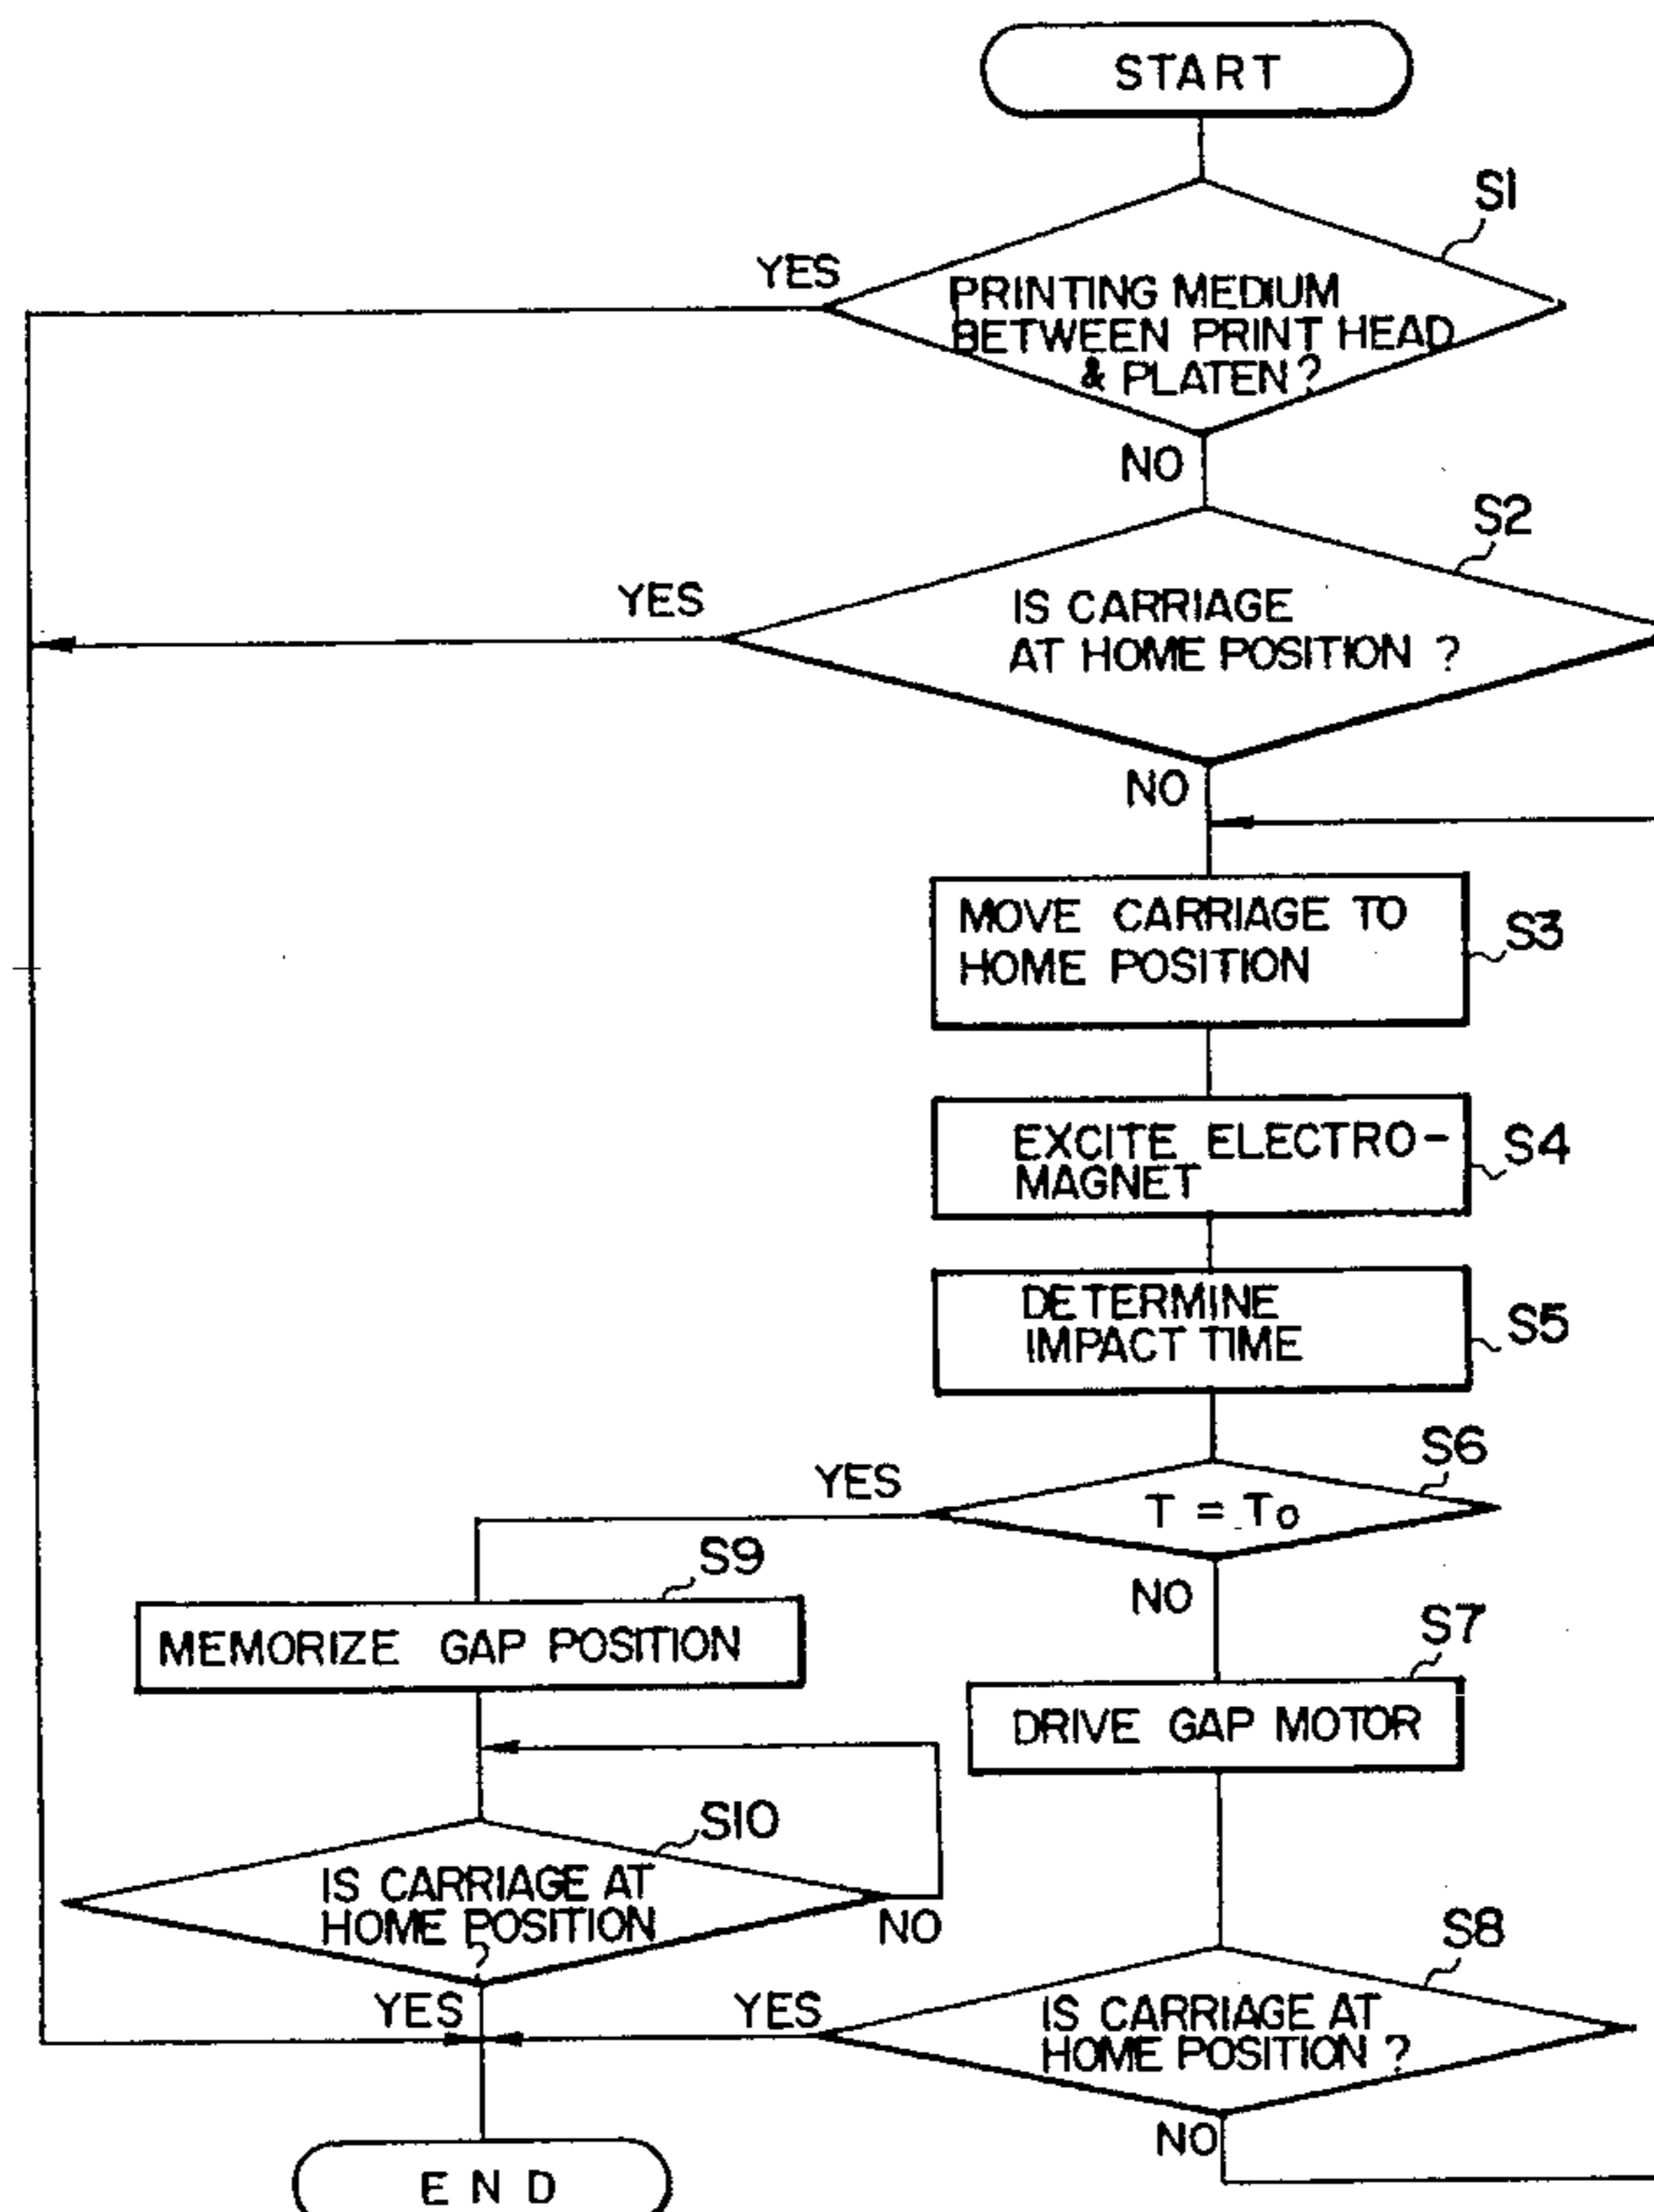 START
S1
YES
PRINTING MEDIUM
BETWEEN PRINT HEAD
& PLATEN?
NO
S2
YES
IS CARRIAGE
AT HOME POSITION ?
NO
MOVE CARRIAGE TO
HOME POSITION
S3
EXCITE ELECTRO-
MAGNET
S4
DETERMINE
IMPACT TIME
S5
S6
YES
T = To
NO
S9
MEMORIZE GAP POSITION
S7
DRIVE GAP MOTOR
S10
IS CARRIAGE AT
HOME POSITION
?
NO
YES
S8
YES
IS CARRIAGE AT
HOME POSITION ?
NO
END